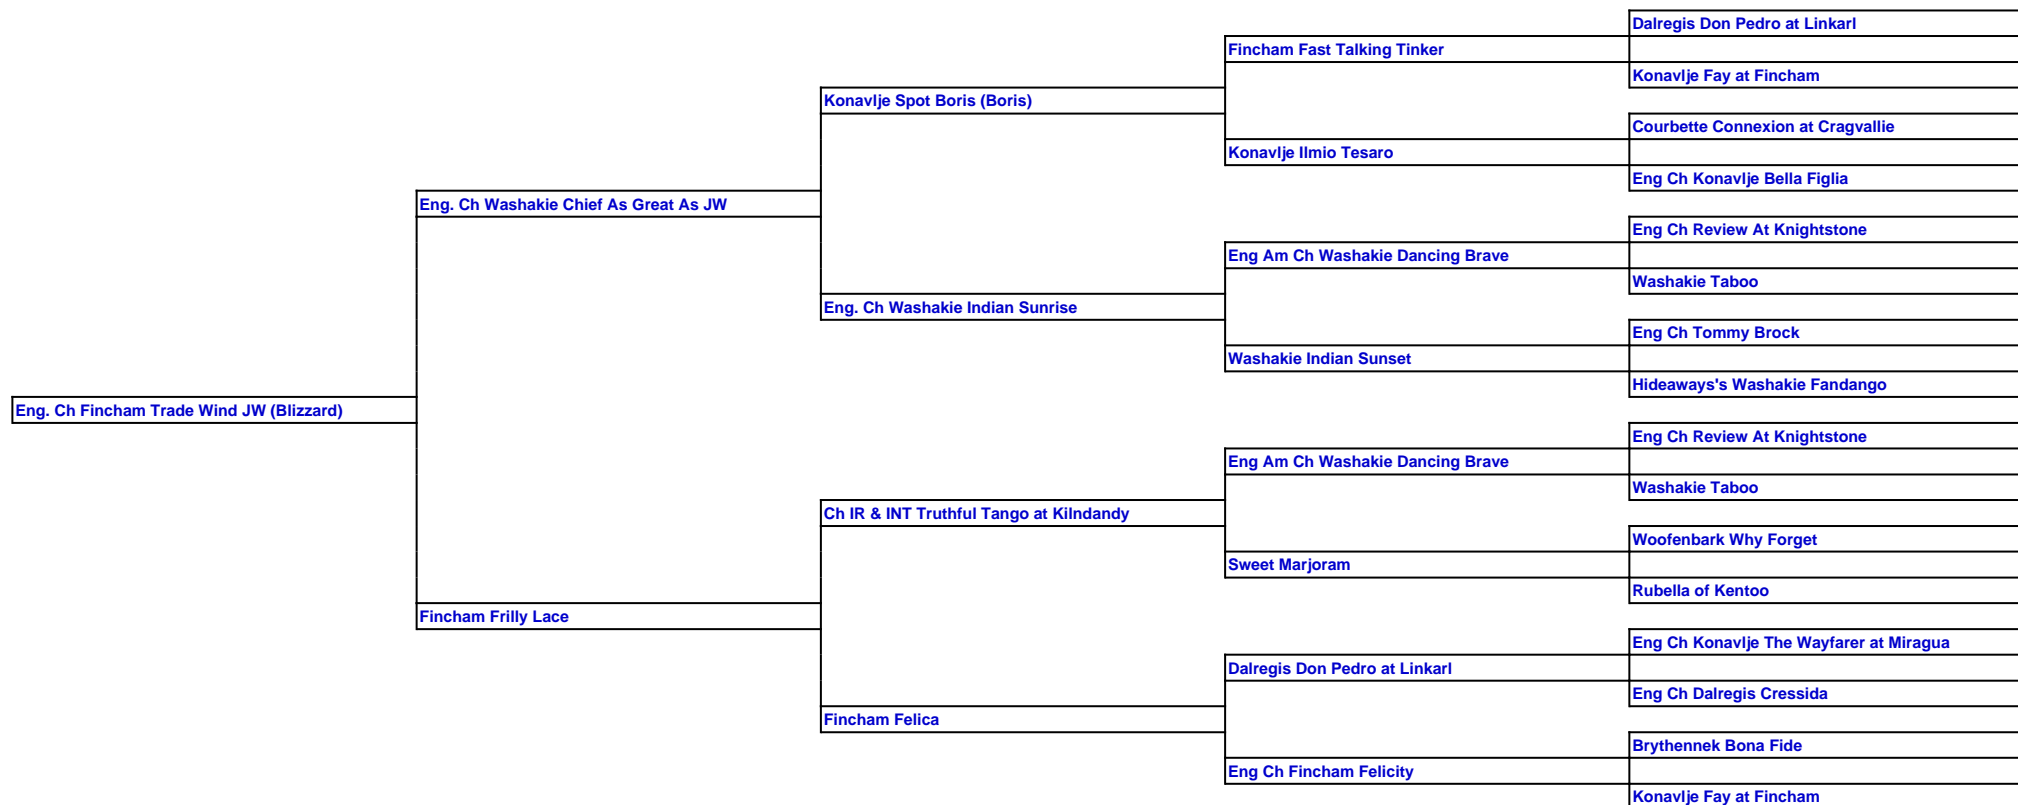 Dalregis Don Pedro at Linkarl
Fincham Fast Talking Tinker
Konavlje Fay at Fincham
Konavlje Spot Boris (Boris)
Courbette Connexion at Cragvallie
Konavlje Ilmio Tesaro
Eng Ch Konavlje Bella Figlia
Eng. Ch Washakie Chief As Great As JW
Eng Ch Review At Knightstone
Eng Am Ch Washakie Dancing Brave
Washakie Taboo
Eng. Ch Washakie Indian Sunrise
Eng Ch Tommy Brock
Washakie Indian Sunset
Hideaways's Washakie Fandango
Eng. Ch Fincham Trade Wind JW (Blizzard)
Eng Ch Review At Knightstone
Eng Am Ch Washakie Dancing Brave
Washakie Taboo
Ch IR & INT Truthful Tango at Kilndandy
Woofenbark Why Forget
Sweet Marjoram
Rubella of Kentoo
Fincham Frilly Lace
Eng Ch Konavlje The Wayfarer at Miragua
Dalregis Don Pedro at Linkarl
Eng Ch Dalregis Cressida
Fincham Felica
Brythennek Bona Fide
Eng Ch Fincham Felicity
Konavlje Fay at Fincham